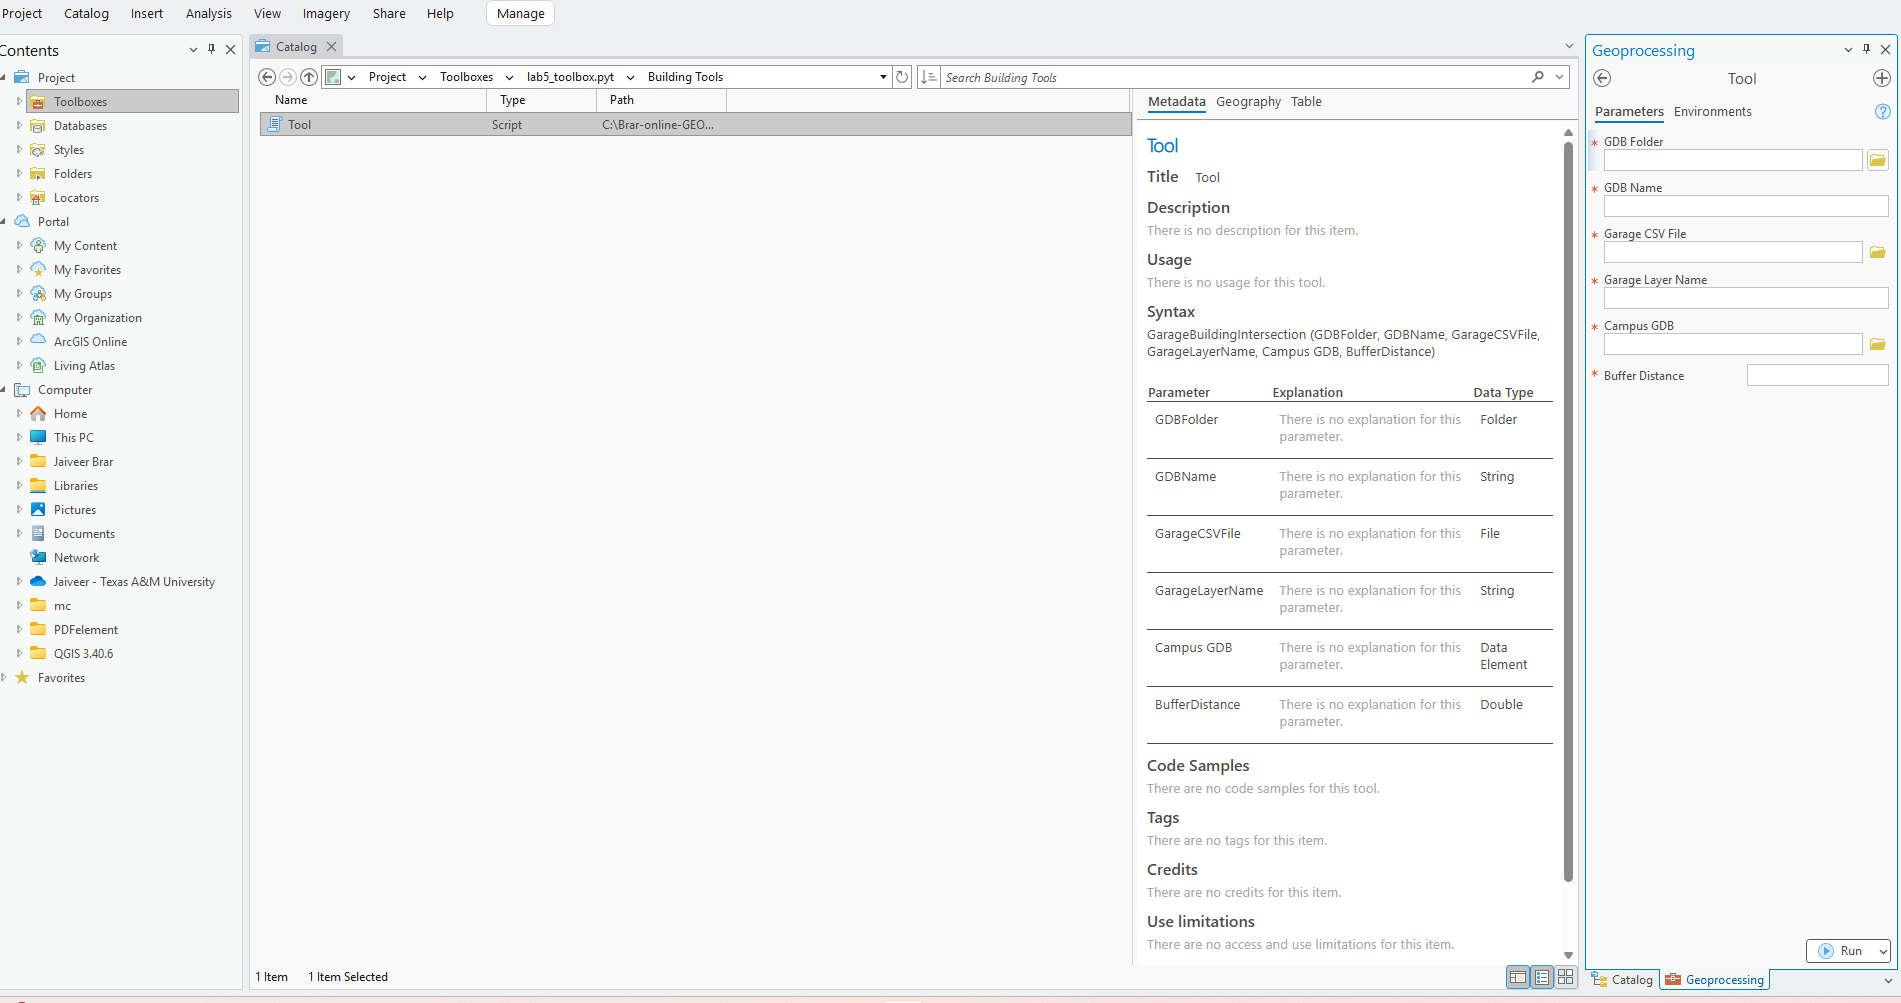 Project Catalog Insert Analysis View Imagery Share Help Manage
Contents
Project
Toolboxes
Databases
Styles
Folders
Locators
Portal
My Content
My Favorites
My Groups
My Organization
ArcGIS Online
Living Atlas
Computer
Home
This PC
Jaiveer Brar
Libraries
Pictures
Documents
Network
Jaiveer - Texas A&M University
mc
PDFelement
QGIS 3.40.6
Favorites
Catalog
Project Toolboxes lab5_toolbox.pyt Building Tools
Search Building Tools
Name Type Path
Tool Script C:\Brar-online-GEO...
1 Item 1 Item Selected
Metadata Geography Table
Tool
Title Tool
Description
There is no description for this item.
Usage
There is no usage for this tool.
Syntax
GarageBuildingIntersection (GDBFolder, GDBName, GarageCSVFile,
GarageLayerName, Campus GDB, BufferDistance)
Parameter Explanation Data Type
GDBFolder There is no explanation for this Folder
parameter.
GDBName There is no explanation for this String
parameter.
GarageCSVFile There is no explanation for this File
parameter.
GarageLayerName There is no explanation for this String
parameter.
Campus GDB There is no explanation for this Data
parameter. Element
BufferDistance There is no explanation for this Double
parameter.
Code Samples
There are no code samples for this tool.
Tags
There are no tags for this item.
Credits
There are no credits for this item.
Use limitations
There are no access and use limitations for this item.
Geoprocessing
Tool
Parameters Environments
* GDB Folder
* GDB Name
* Garage CSV File
* Garage Layer Name
* Campus GDB
* Buffer Distance
Run
Catalog Geoprocessing